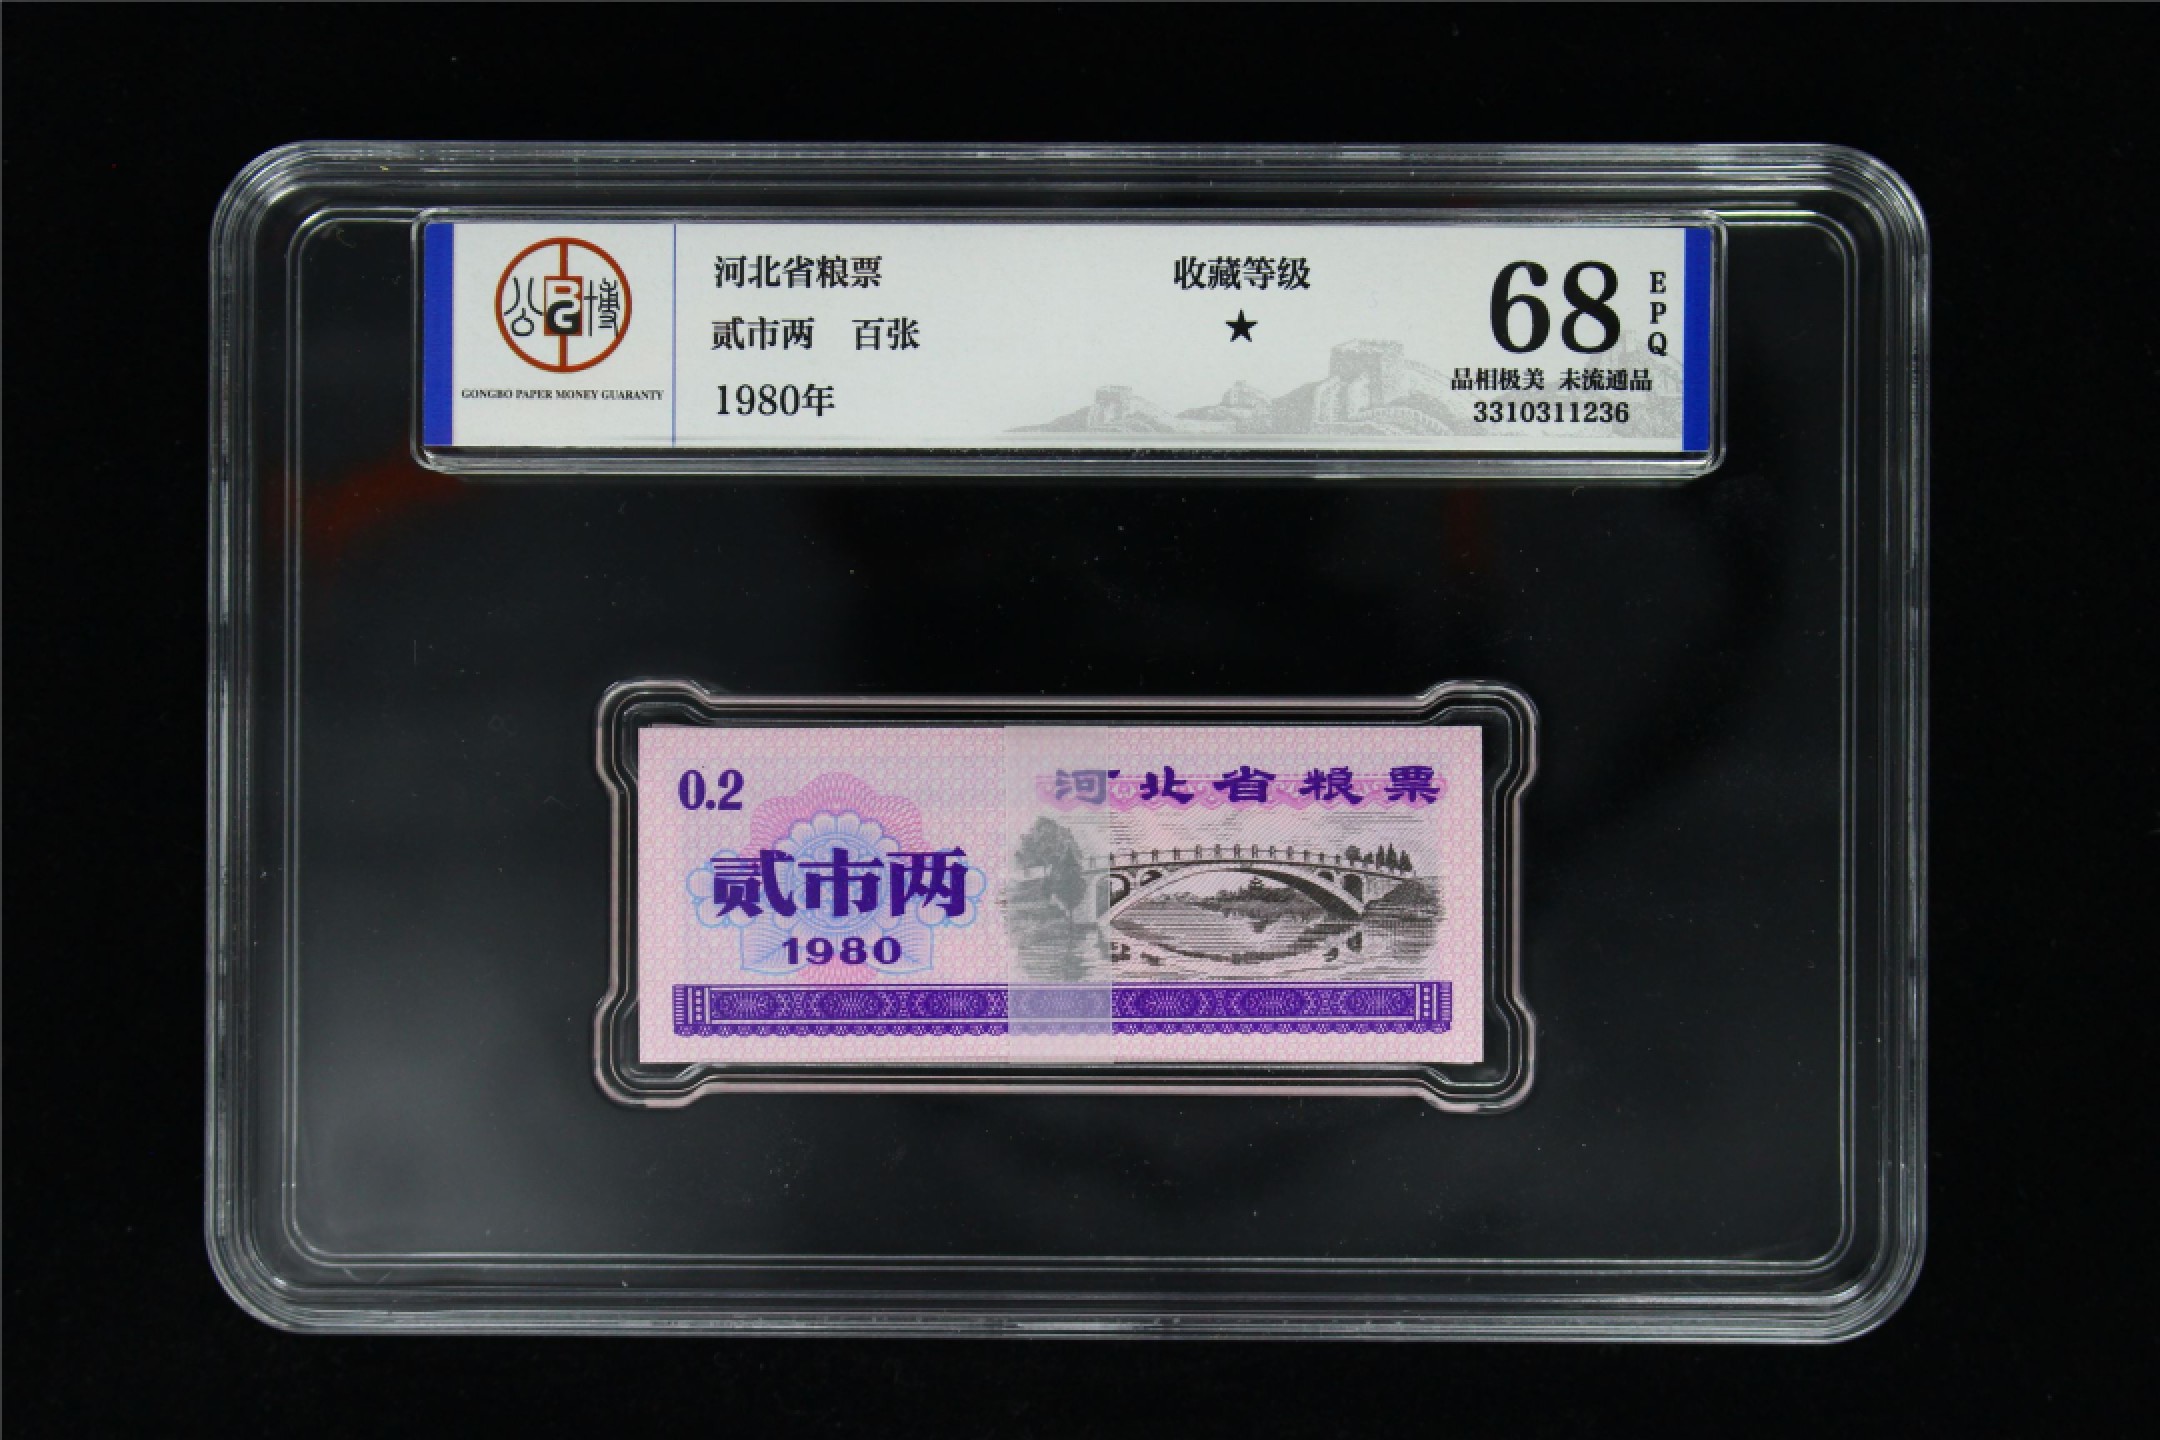 公 BG 博
GONGBO PAPER MONEY GUARANTY
河北省粮票
贰市两 百张
1980年
收藏等级
★
68
EPQ
品相极美 未流通品
3310311236
0.2
河北省粮票
贰市两
1980